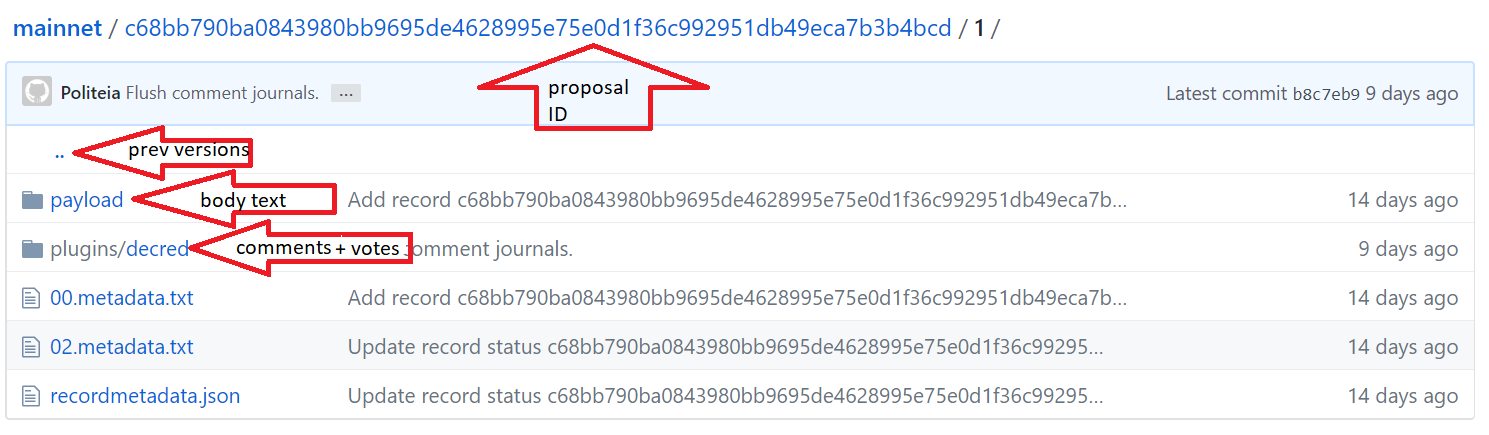 mainnet / c68bb790ba0843980bb9695de4628995e75e0d1f36c992951db49eca7b3b4bcd / 1 /
Politeia Flush comment journals. ...
proposal
ID
Latest commit b8c7eb9 9 days ago
.. prev versions
payload body text Add record c68bb790ba0843980bb9695de4628995e75e0d1f36c992951db49eca7b... 14 days ago
plugins/decred comments + votes comment journals. 9 days ago
00.metadata.txt Add record c68bb790ba0843980bb9695de4628995e75e0d1f36c992951db49eca7b... 14 days ago
02.metadata.txt Update record status c68bb790ba0843980bb9695de4628995e75e0d1f36c99295... 14 days ago
recordmetadata.json Update record status c68bb790ba0843980bb9695de4628995e75e0d1f36c99295... 14 days ago